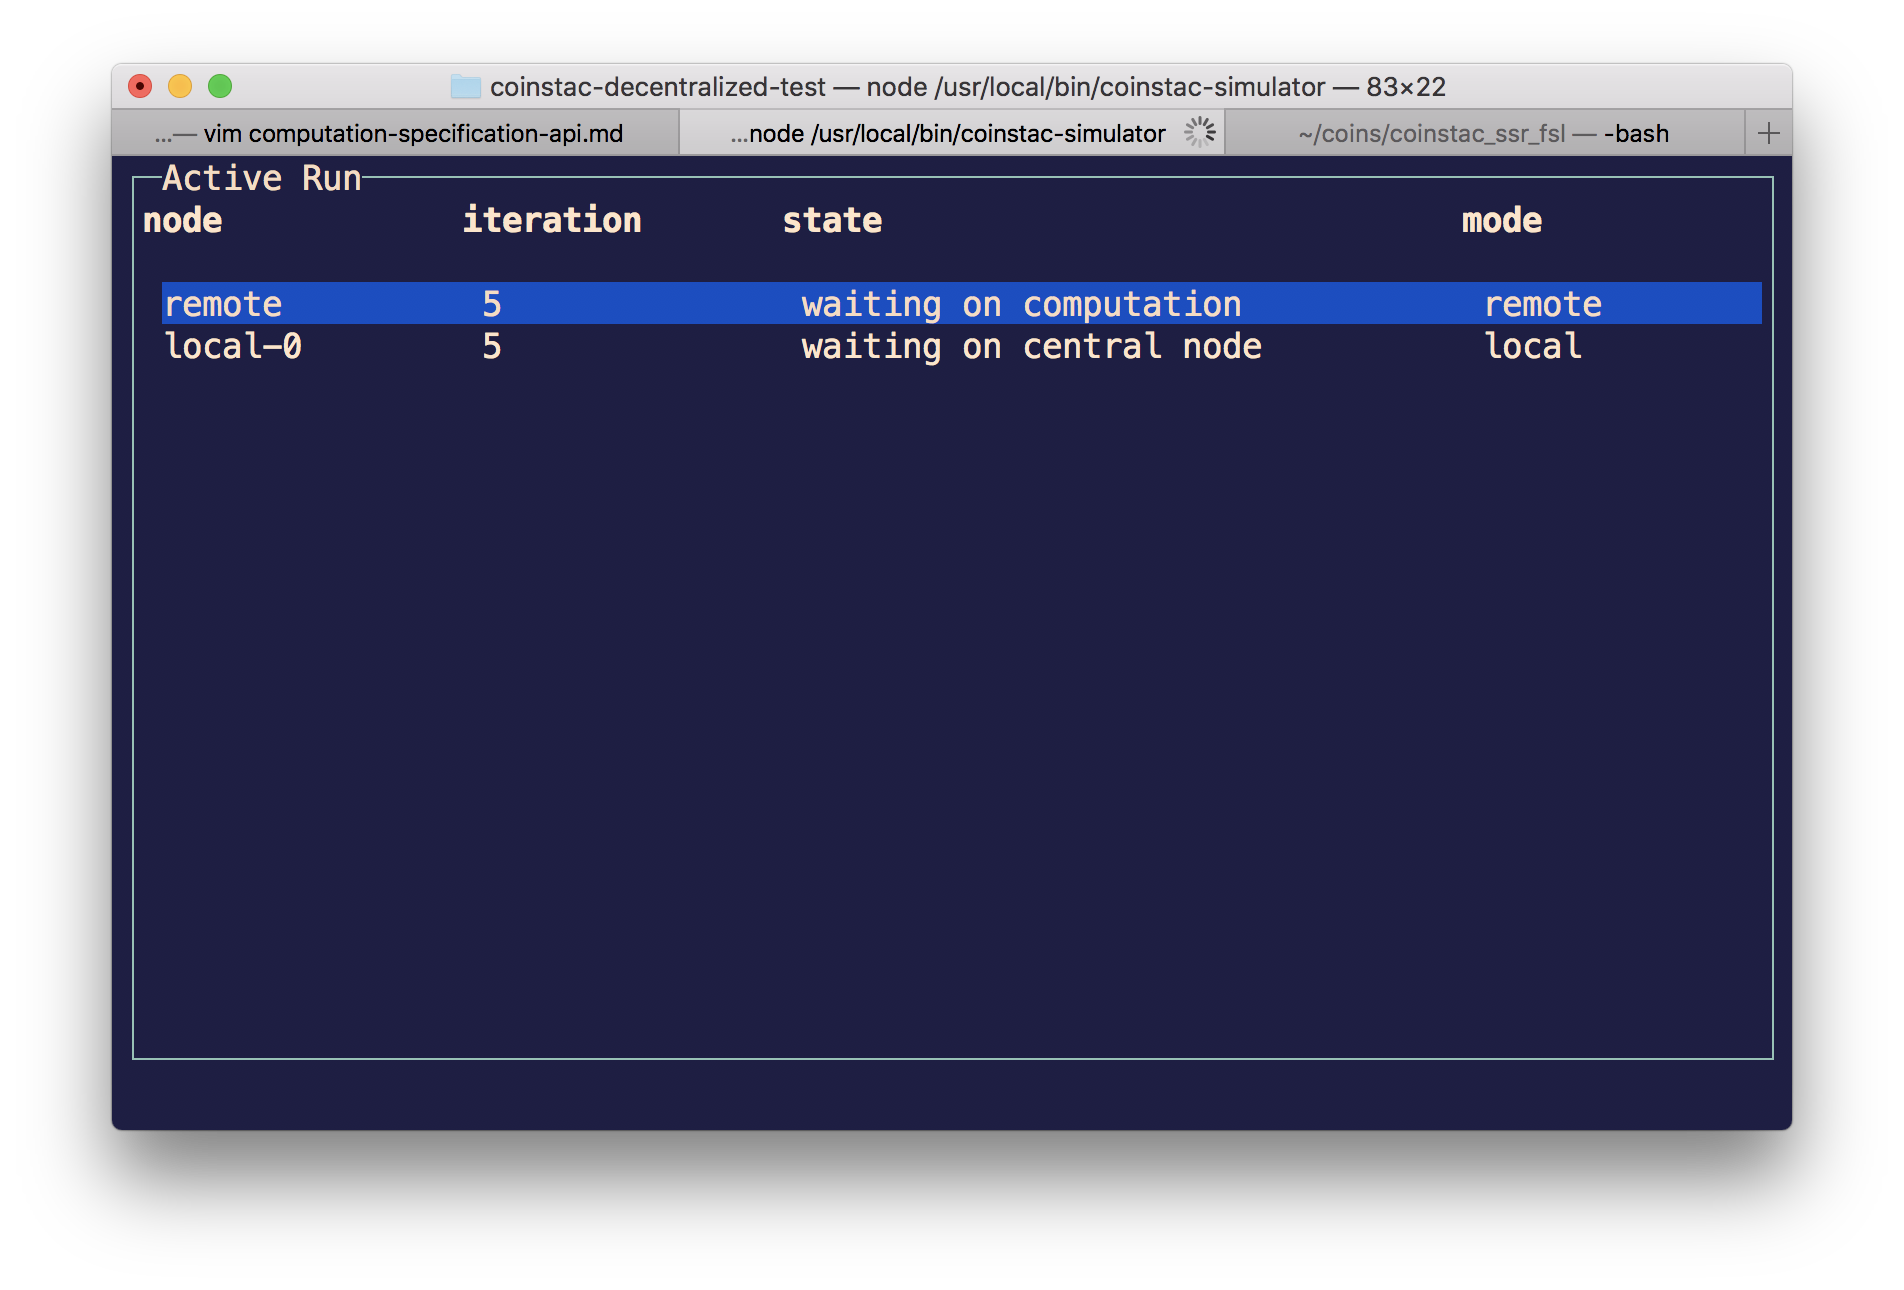 coinstac-decentralized-test — node /usr/local/bin/coinstac-simulator — 83×22
...— vim computation-specification-api.md ...node /usr/local/bin/coinstac-simulator ~/coins/coinstac_ssr_fsl — -bash +
Active Run
node iteration state mode
remote 5 waiting on computation remote
local-0 5 waiting on central node local